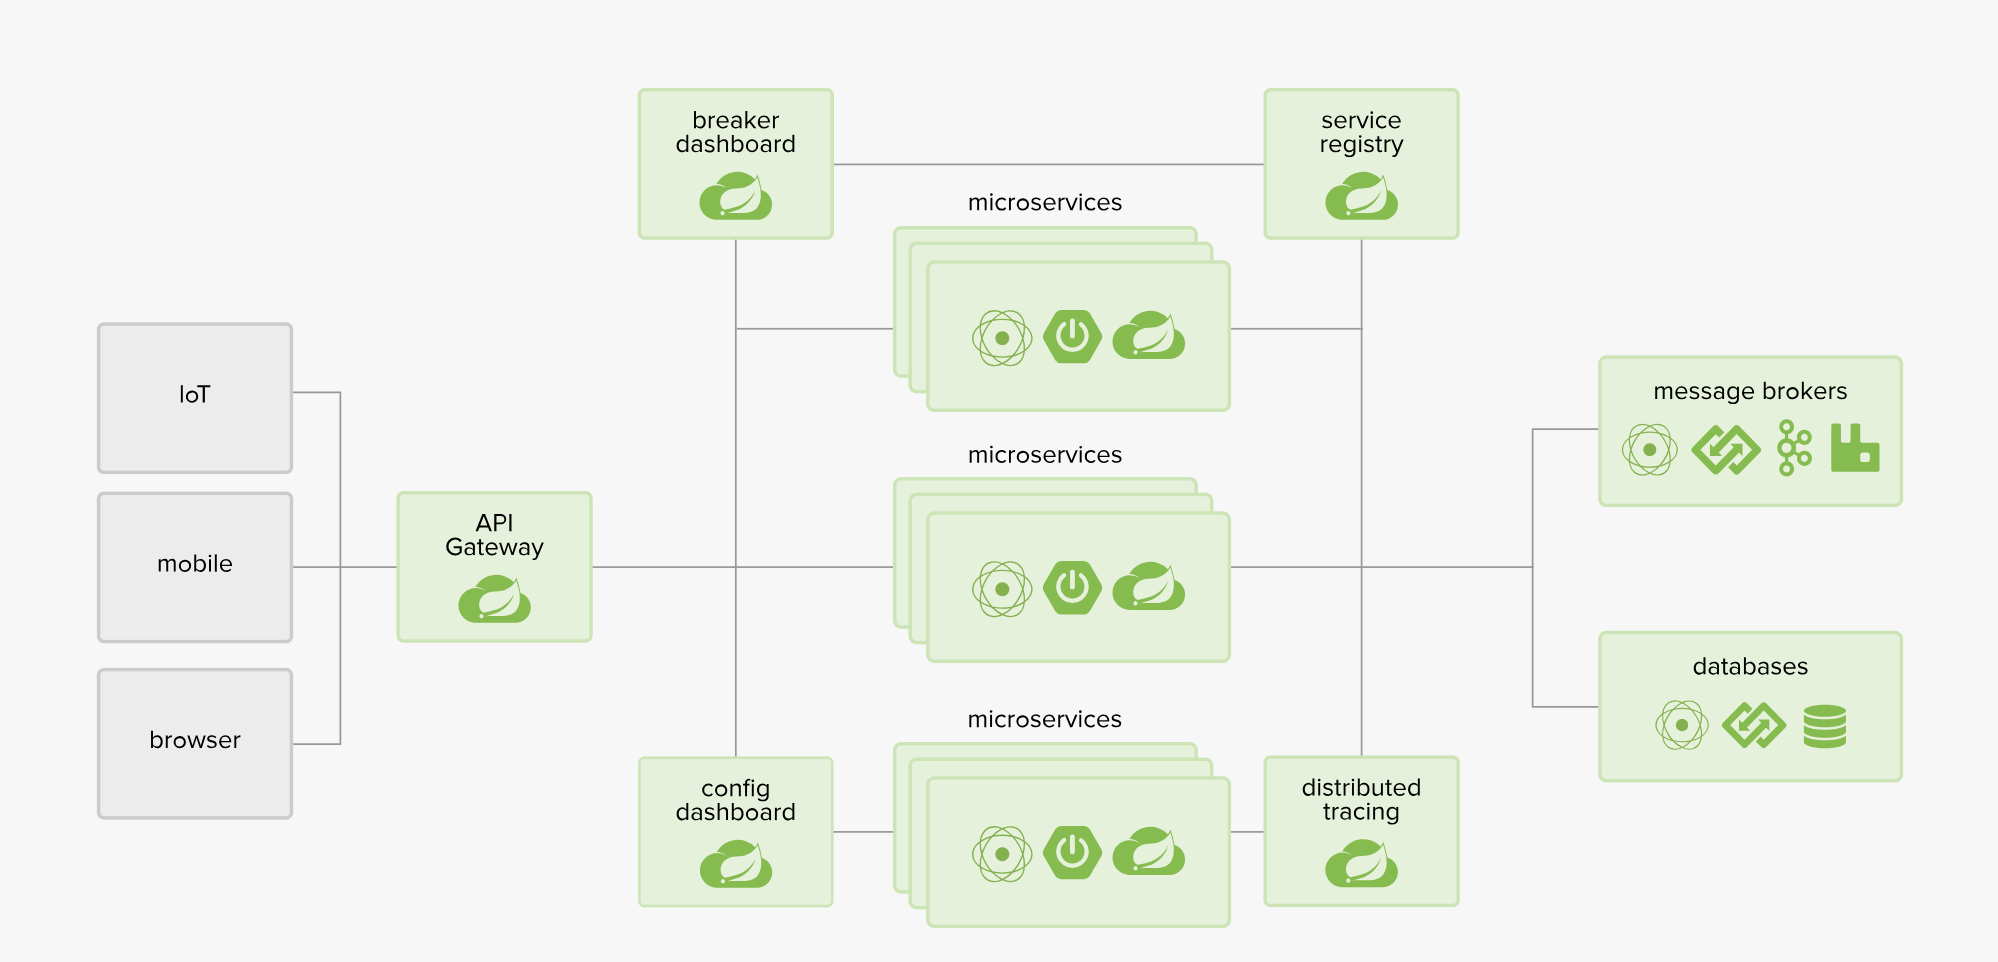 breaker
dashboard
service
registry
microservices
IoT
message brokers
microservices
API
Gateway
mobile
databases
microservices
browser
config
dashboard
distributed
tracing